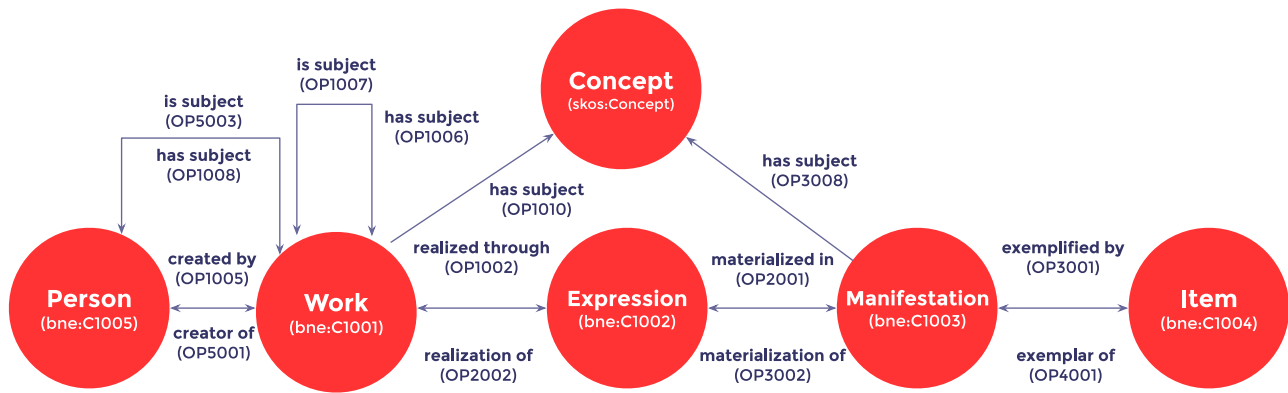 is subject
(OP1007)
Concept
(skos:Concept)
is subject
(OP5003)
has subject
(OP1006)
has subject
(OP1008)
has subject
(OP3008)
has subject
(OP1010)
created by
(OP1005)
realized through
(OP1002)
materialized in
(OP2001)
exemplified by
(OP3001)
Person
(bne:C1005)
Work
(bne:C1001)
Expression
(bne:C1002)
Manifestation
(bne:C1003)
Item
(bne:C1004)
creator of
(OP5001)
realization of
(OP2002)
materialization of
(OP3002)
exemplar of
(OP4001)